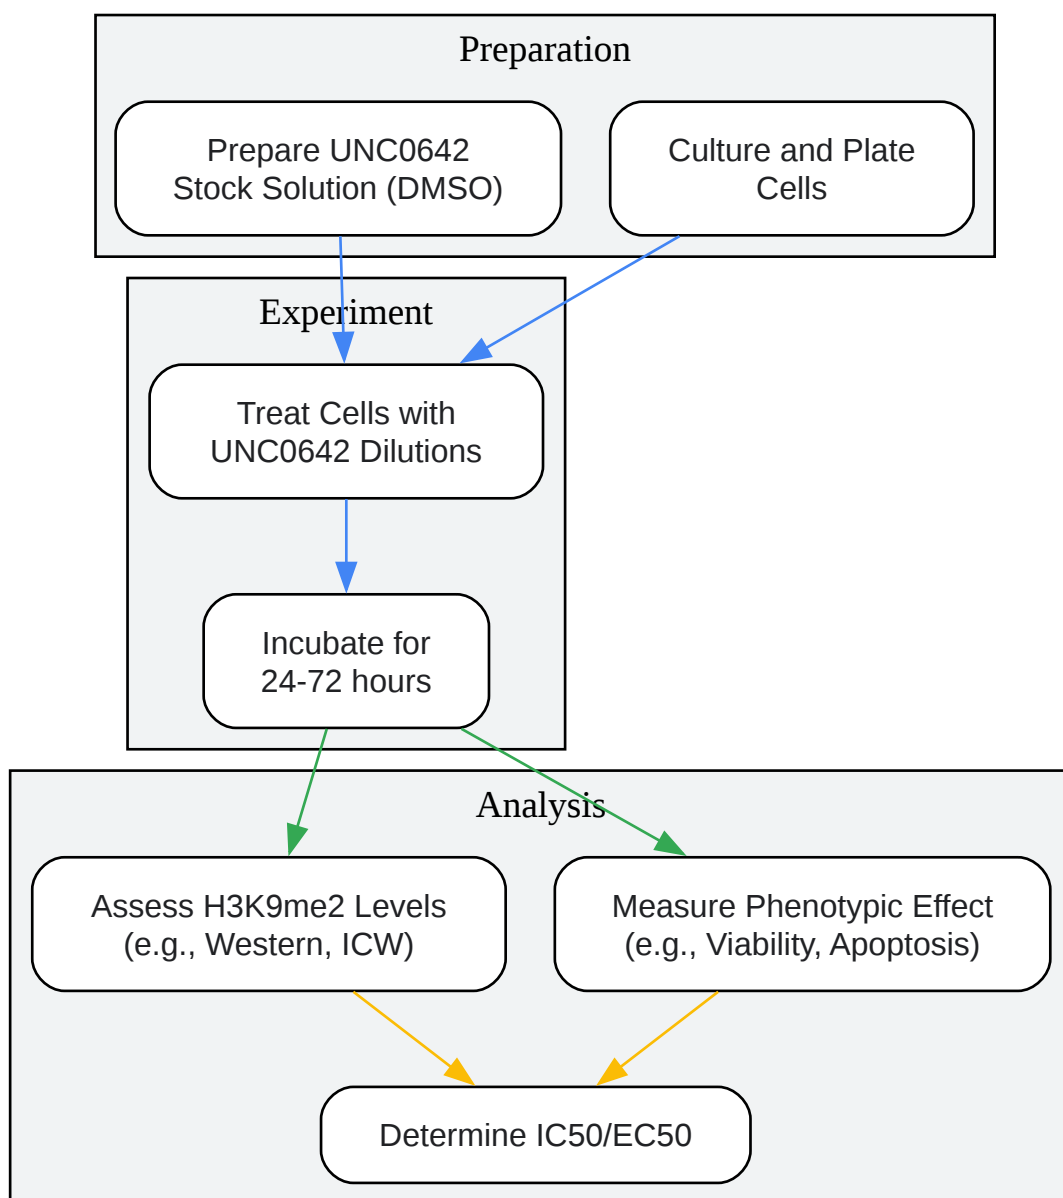 Preparation
Prepare UNC0642
Stock Solution (DMSO)
Culture and Plate
Cells
Experiment
Treat Cells with
UNC0642 Dilutions
Incubate for
24-72 hours
Analysis
Assess H3K9me2 Levels
(e.g., Western, ICW)
Measure Phenotypic Effect
(e.g., Viability, Apoptosis)
Determine IC50/EC50